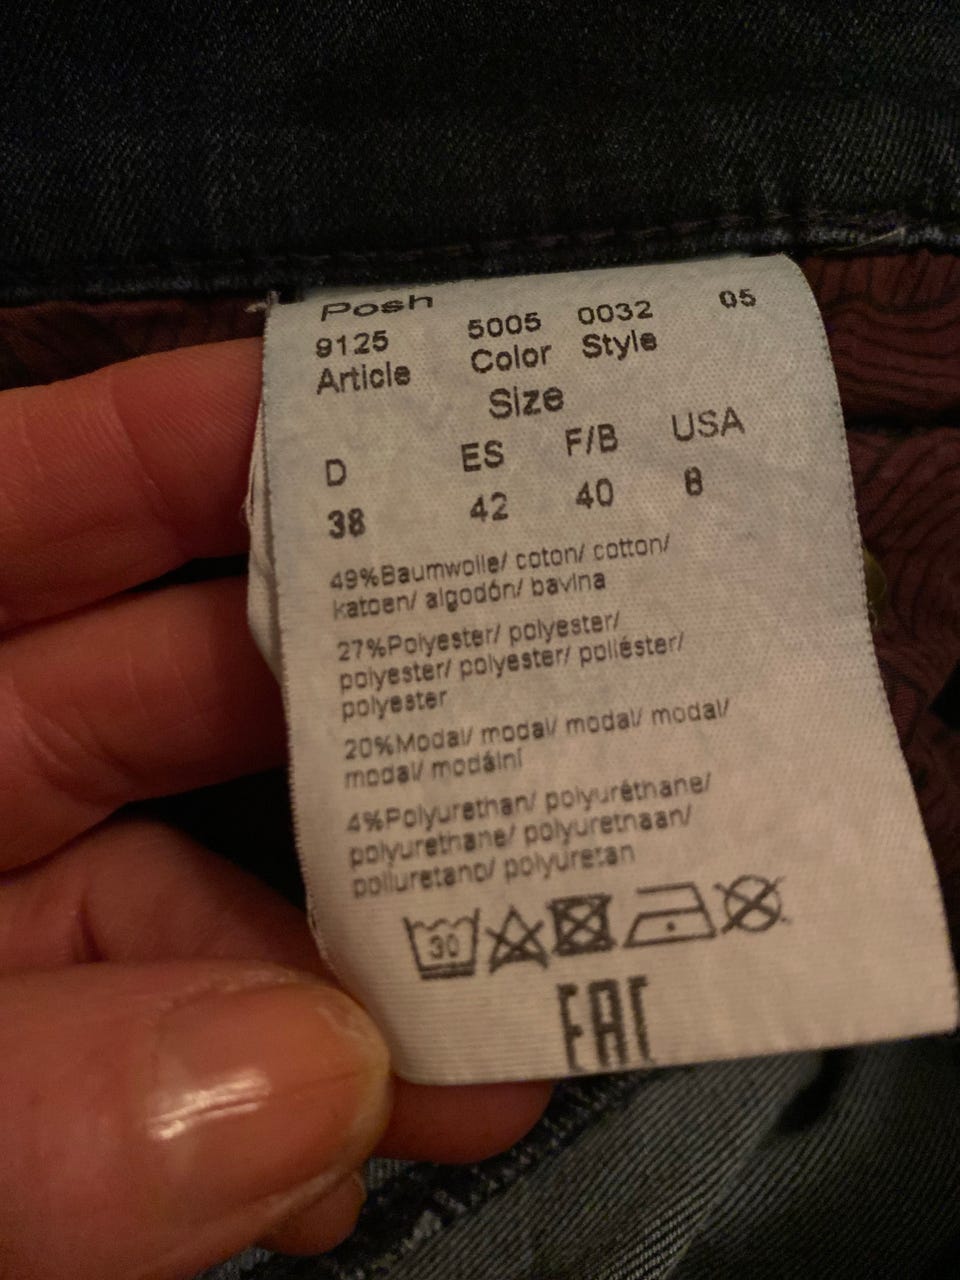 Posh
9125 5005 0032 05
Article Color Style
Size
D ES F/B USA
38 42 40 8
49%Baumwolle/ coton/ cotton/
katoen/ algodón/ bavlna
27%Polyester/ polyester/
polyester/ polyester/ poliéster/
polyester
20%Modal/ modal/ modal/ modal/
modal/ modální
4%Polyurethan/ polyuréthane/
polyurethane/ polyurethaan/
poliuretano/ polyuretan
30
EAC